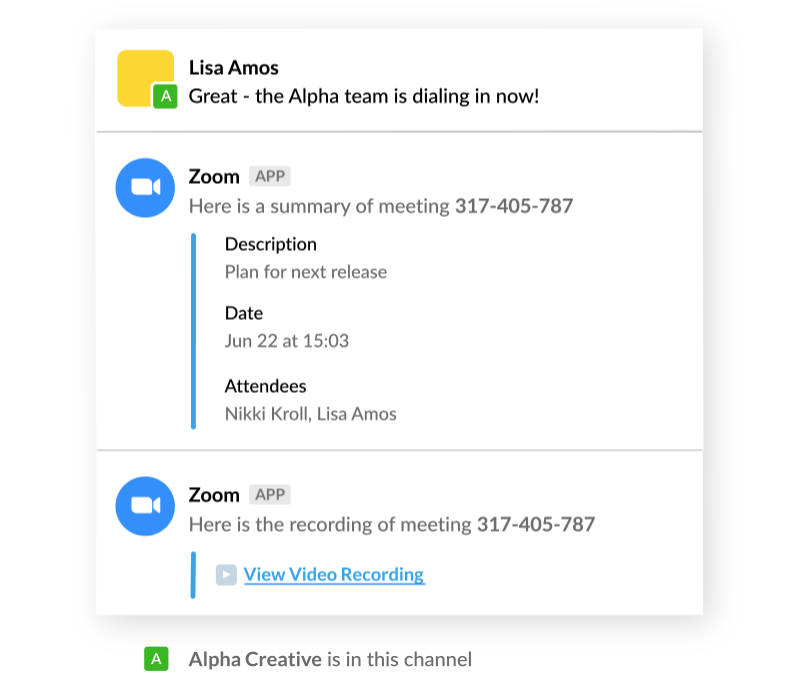 Lisa Amos
A Great - the Alpha team is dialing in now!
Zoom APP
Here is a summary of meeting 317-405-787
Description
Plan for next release
Date
Jun 22 at 15:03
Attendees
Nikki Kroll, Lisa Amos
Zoom APP
Here is the recording of meeting 317-405-787
View Video Recording
A Alpha Creative is in this channel